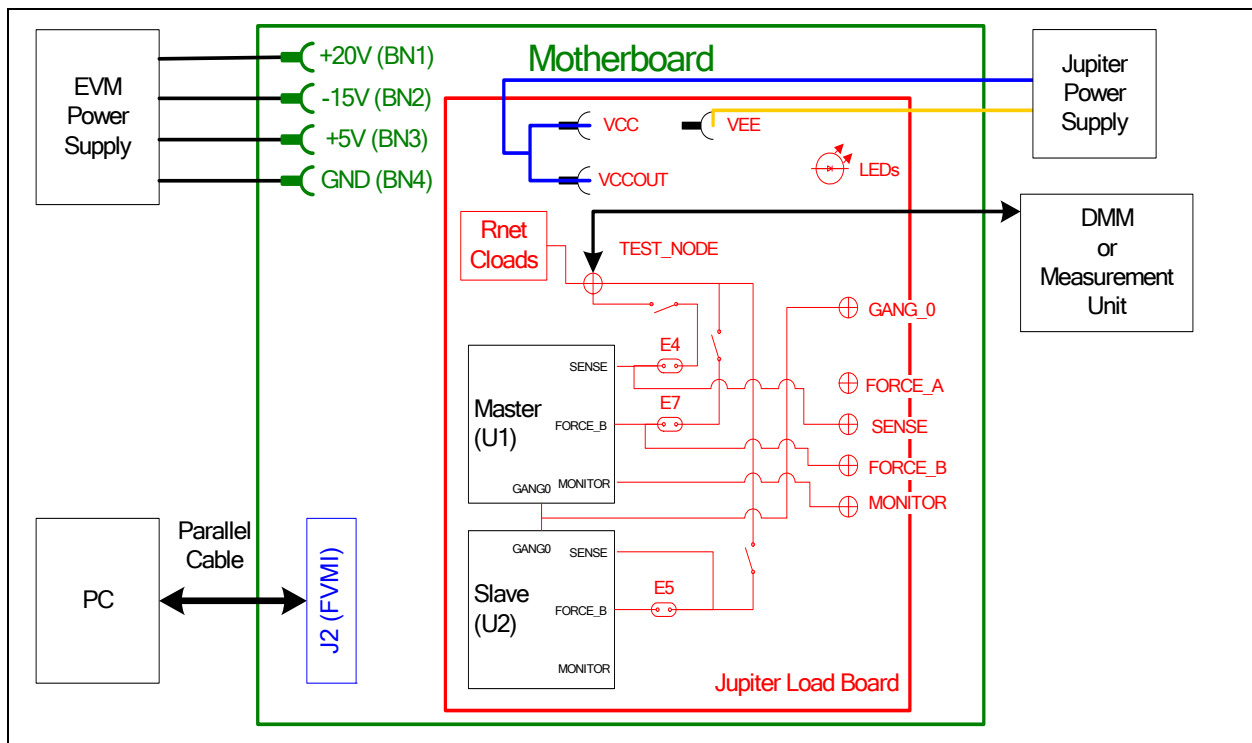 EVM
Power
Supply
+20V (BN1)
-15V (BN2)
+5V (BN3)
GND (BN4)
Motherboard
Jupiter
Power
Supply
VCC
VEE
VCCOUT
LEDs
Rnet
Cloads
TEST_NODE
DMM
or
Measurement
Unit
GANG_0
E4
SENSE
FORCE_A
Master
(U1)
E7
FORCE_B
SENSE
FORCE_B
MONITOR
GANG0
MONITOR
PC
Parallel
Cable
J2 (FVMI)
GANG0
SENSE
Slave
(U2)
E5
FORCE_B
MONITOR
Jupiter Load Board